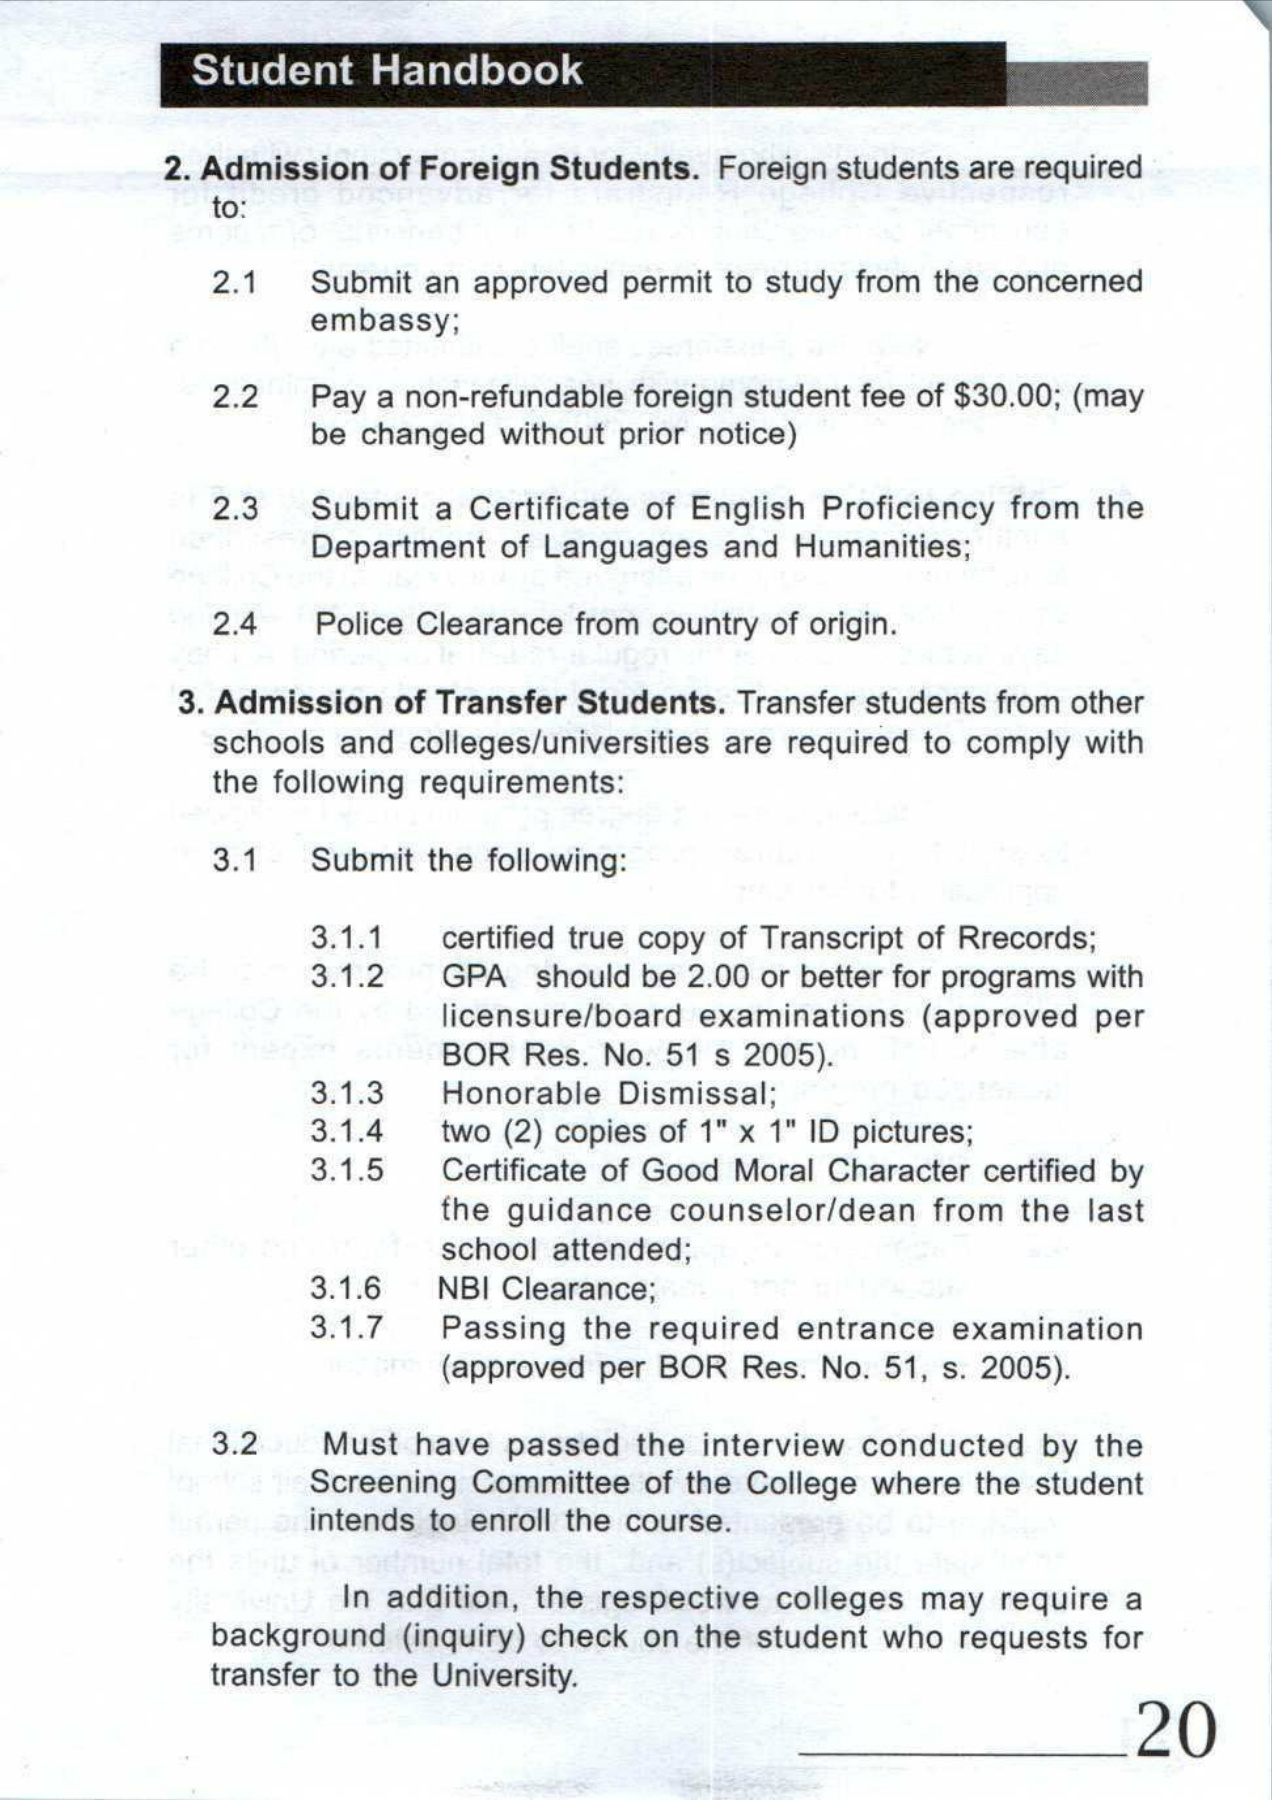 Student Handbook
2. Admission of Foreign Students. Foreign students are required
to:
2.1 Submit an approved permit to study from the concerned
embassy;
2.2 Pay a non-refundable foreign student fee of $30.00; (may
be changed without prior notice)
2.3 Submit a Certificate of English Proficiency from the
Department of Languages and Humanities;
2.4 Police Clearance from country of origin.
3. Admission of Transfer Students. Transfer students from other
schools and colleges/universities are required to comply with
the following requirements:
3.1 Submit the following:
3.1.1 certified true copy of Transcript of Rrecords;
3.1.2 GPA should be 2.00 or better for programs with
licensure/board examinations (approved per
BOR Res. No. 51 s 2005).
3.1.3 Honorable Dismissal;
3.1.4 two (2) copies of 1" x 1" ID pictures;
3.1.5 Certificate of Good Moral Character certified by
the guidance counselor/dean from the last
school attended;
3.1.6 NBI Clearance;
3.1.7 Passing the required entrance examination
(approved per BOR Res. No. 51, s. 2005).
3.2 Must have passed the interview conducted by the
Screening Committee of the College where the student
intends to enroll the course.
In addition, the respective colleges may require a
background (inquiry) check on the student who requests for
transfer to the University.
20